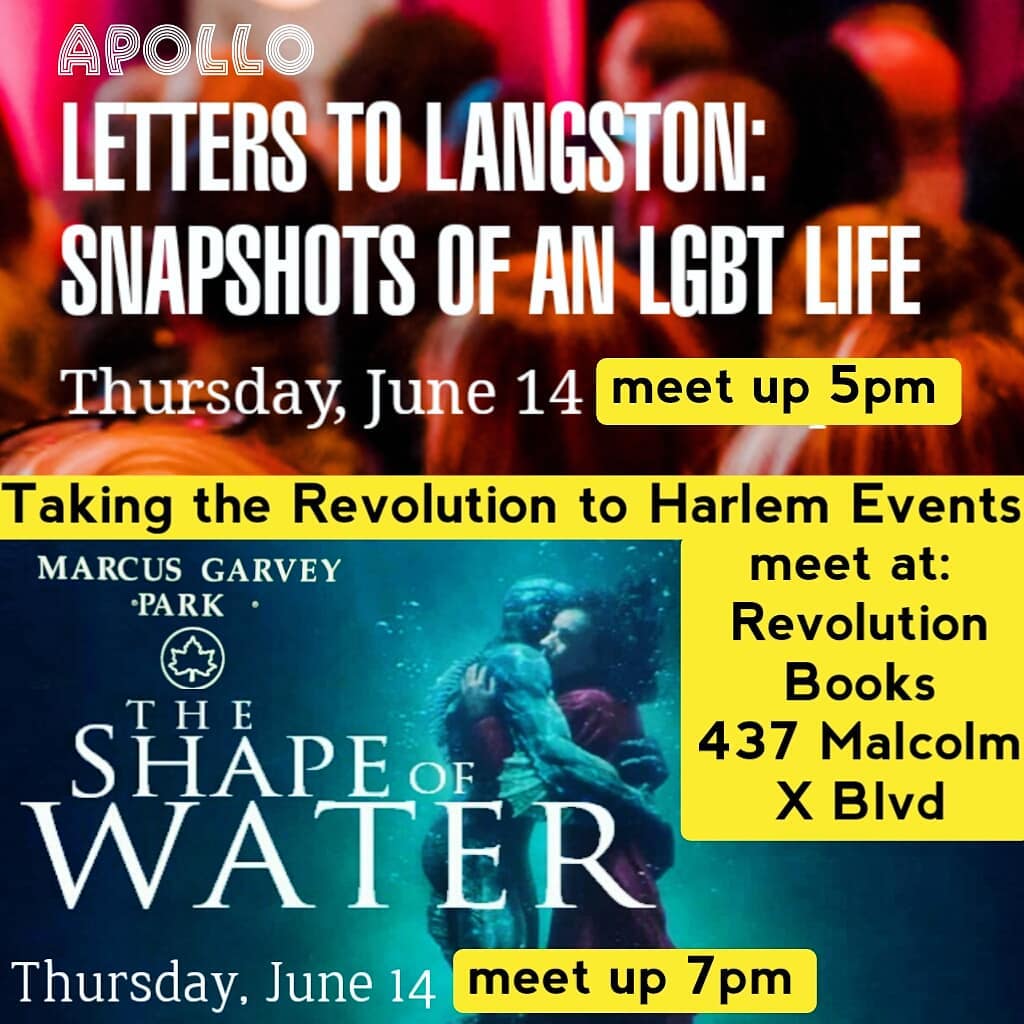 APOLLO
LETTERS TO LANGSTON:
SNAPSHOTS OF AN LGBT LIFE
Thursday, June 14 meet up 5pm
Taking the Revolution to Harlem Events
MARCUS GARVEY
PARK
THE
SHAPE OF
WATER
meet at:
Revolution
Books
437 Malcolm
X Blvd
Thursday, June 14 meet up 7pm